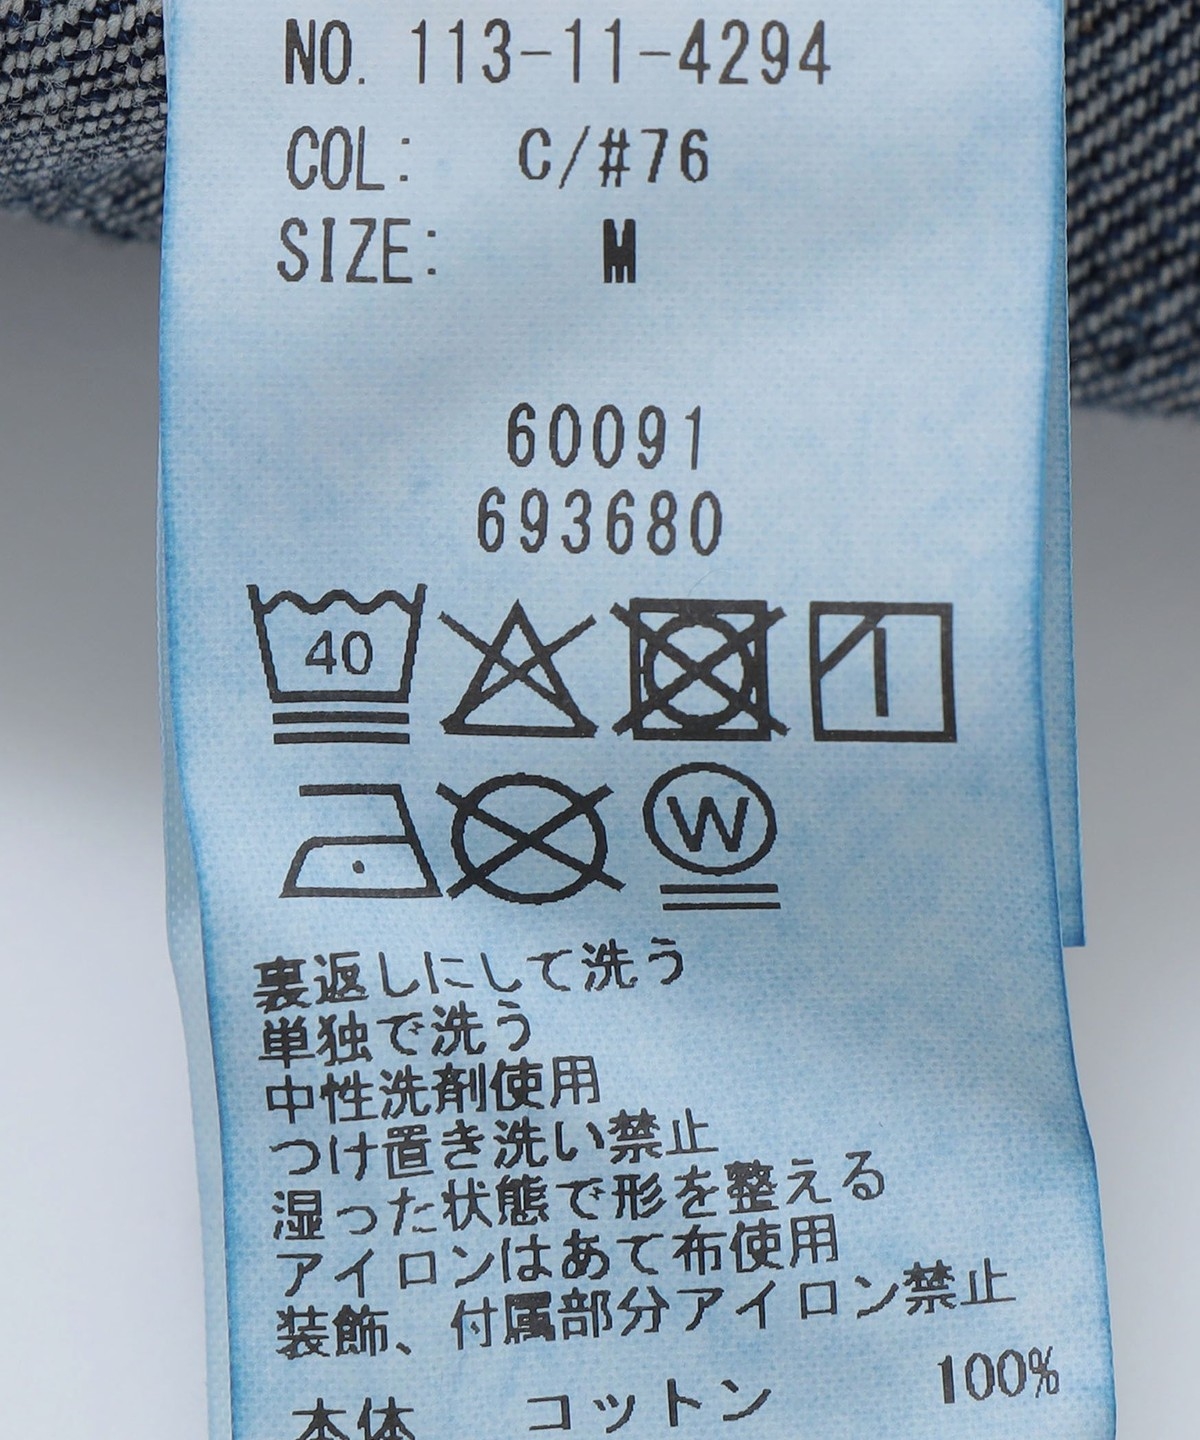 NO. 113-11-4294
COL: C/#76
SIZE: M
60091
693680
40
W
裏返しにして洗う
単独で洗う
中性洗剤使用
つけ置き洗い禁止
湿った状態で形を整える
アイロンはあて布使用
装飾、付属部分アイロン禁止
本体 コットン 100%